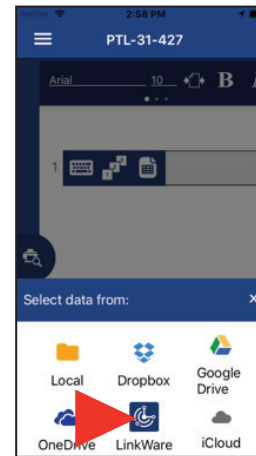 2:58 PM
PTL-31-427
Arial 10 B
1
Select data from: ×
Local Dropbox Google Drive
OneDrive LinkWare iCloud